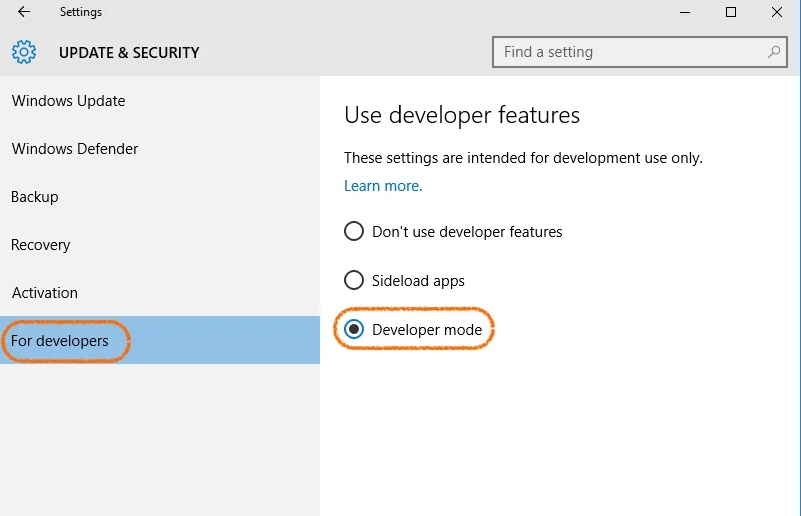 Settings
UPDATE & SECURITY
Find a setting
Windows Update
Windows Defender
Backup
Recovery
Activation
For developers
Use developer features
These settings are intended for development use only.
Learn more.
Don't use developer features
Sideload apps
Developer mode